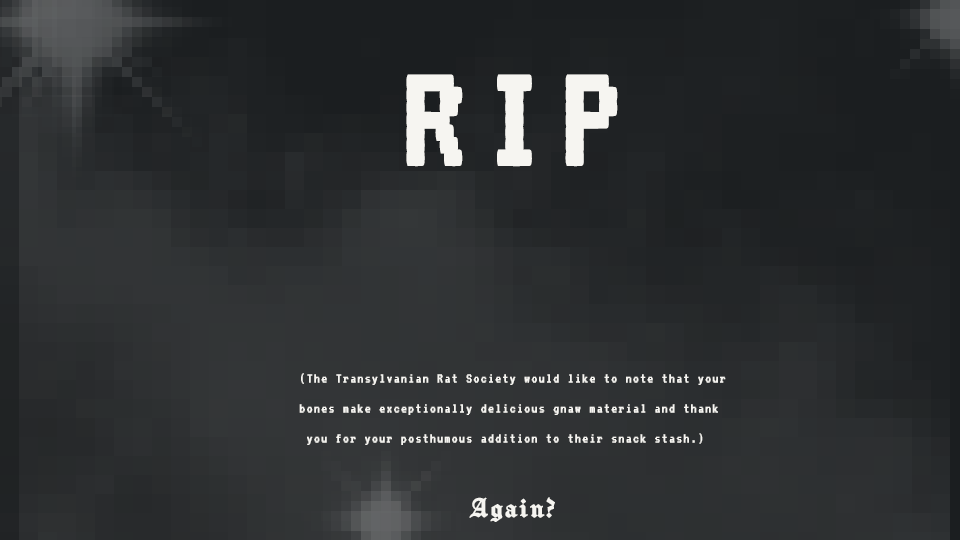 RIP
(The Transylvanian Rat Society would like to note that your
bones make exceptionally delicious gnaw material and thank
you for your posthumous addition to their snack stash.)
Again?